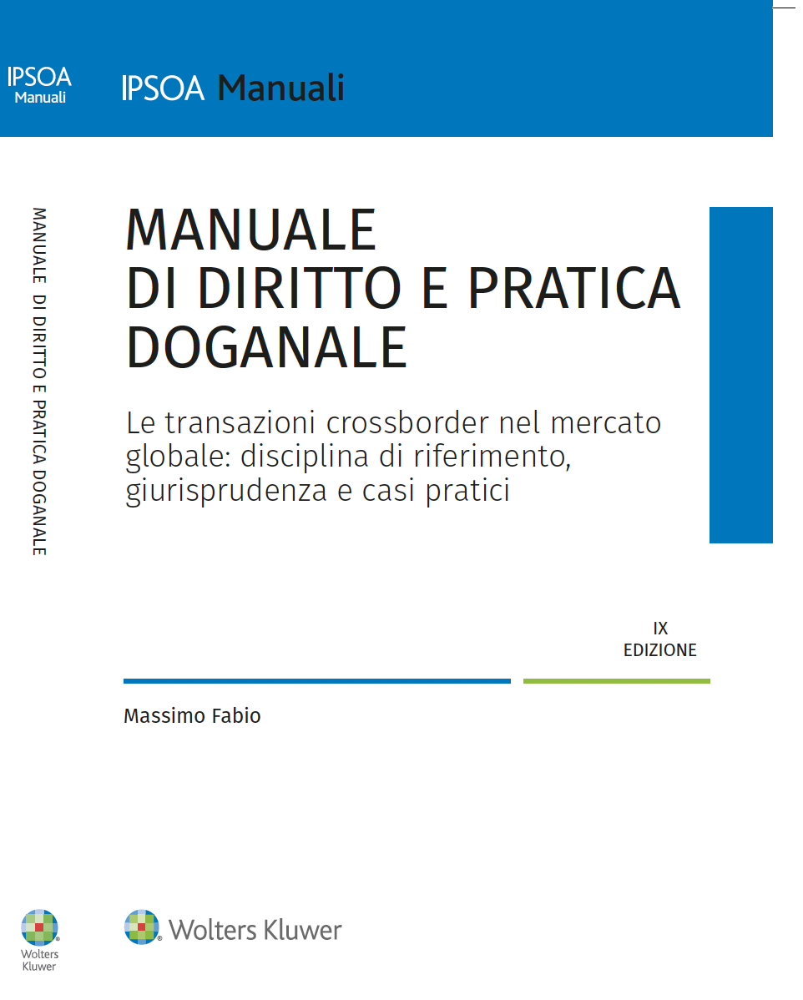 IPSOA
Manuali
IPSOA Manuali
MANUALE DI DIRITTO E PRATICA DOGANALE
MANUALE
DI DIRITTO E PRATICA
DOGANALE
Le transazioni crossborder nel mercato
globale: disciplina di riferimento,
giurisprudenza e casi pratici
IX
EDIZIONE
Massimo Fabio
Wolters
Kluwer
Wolters Kluwer